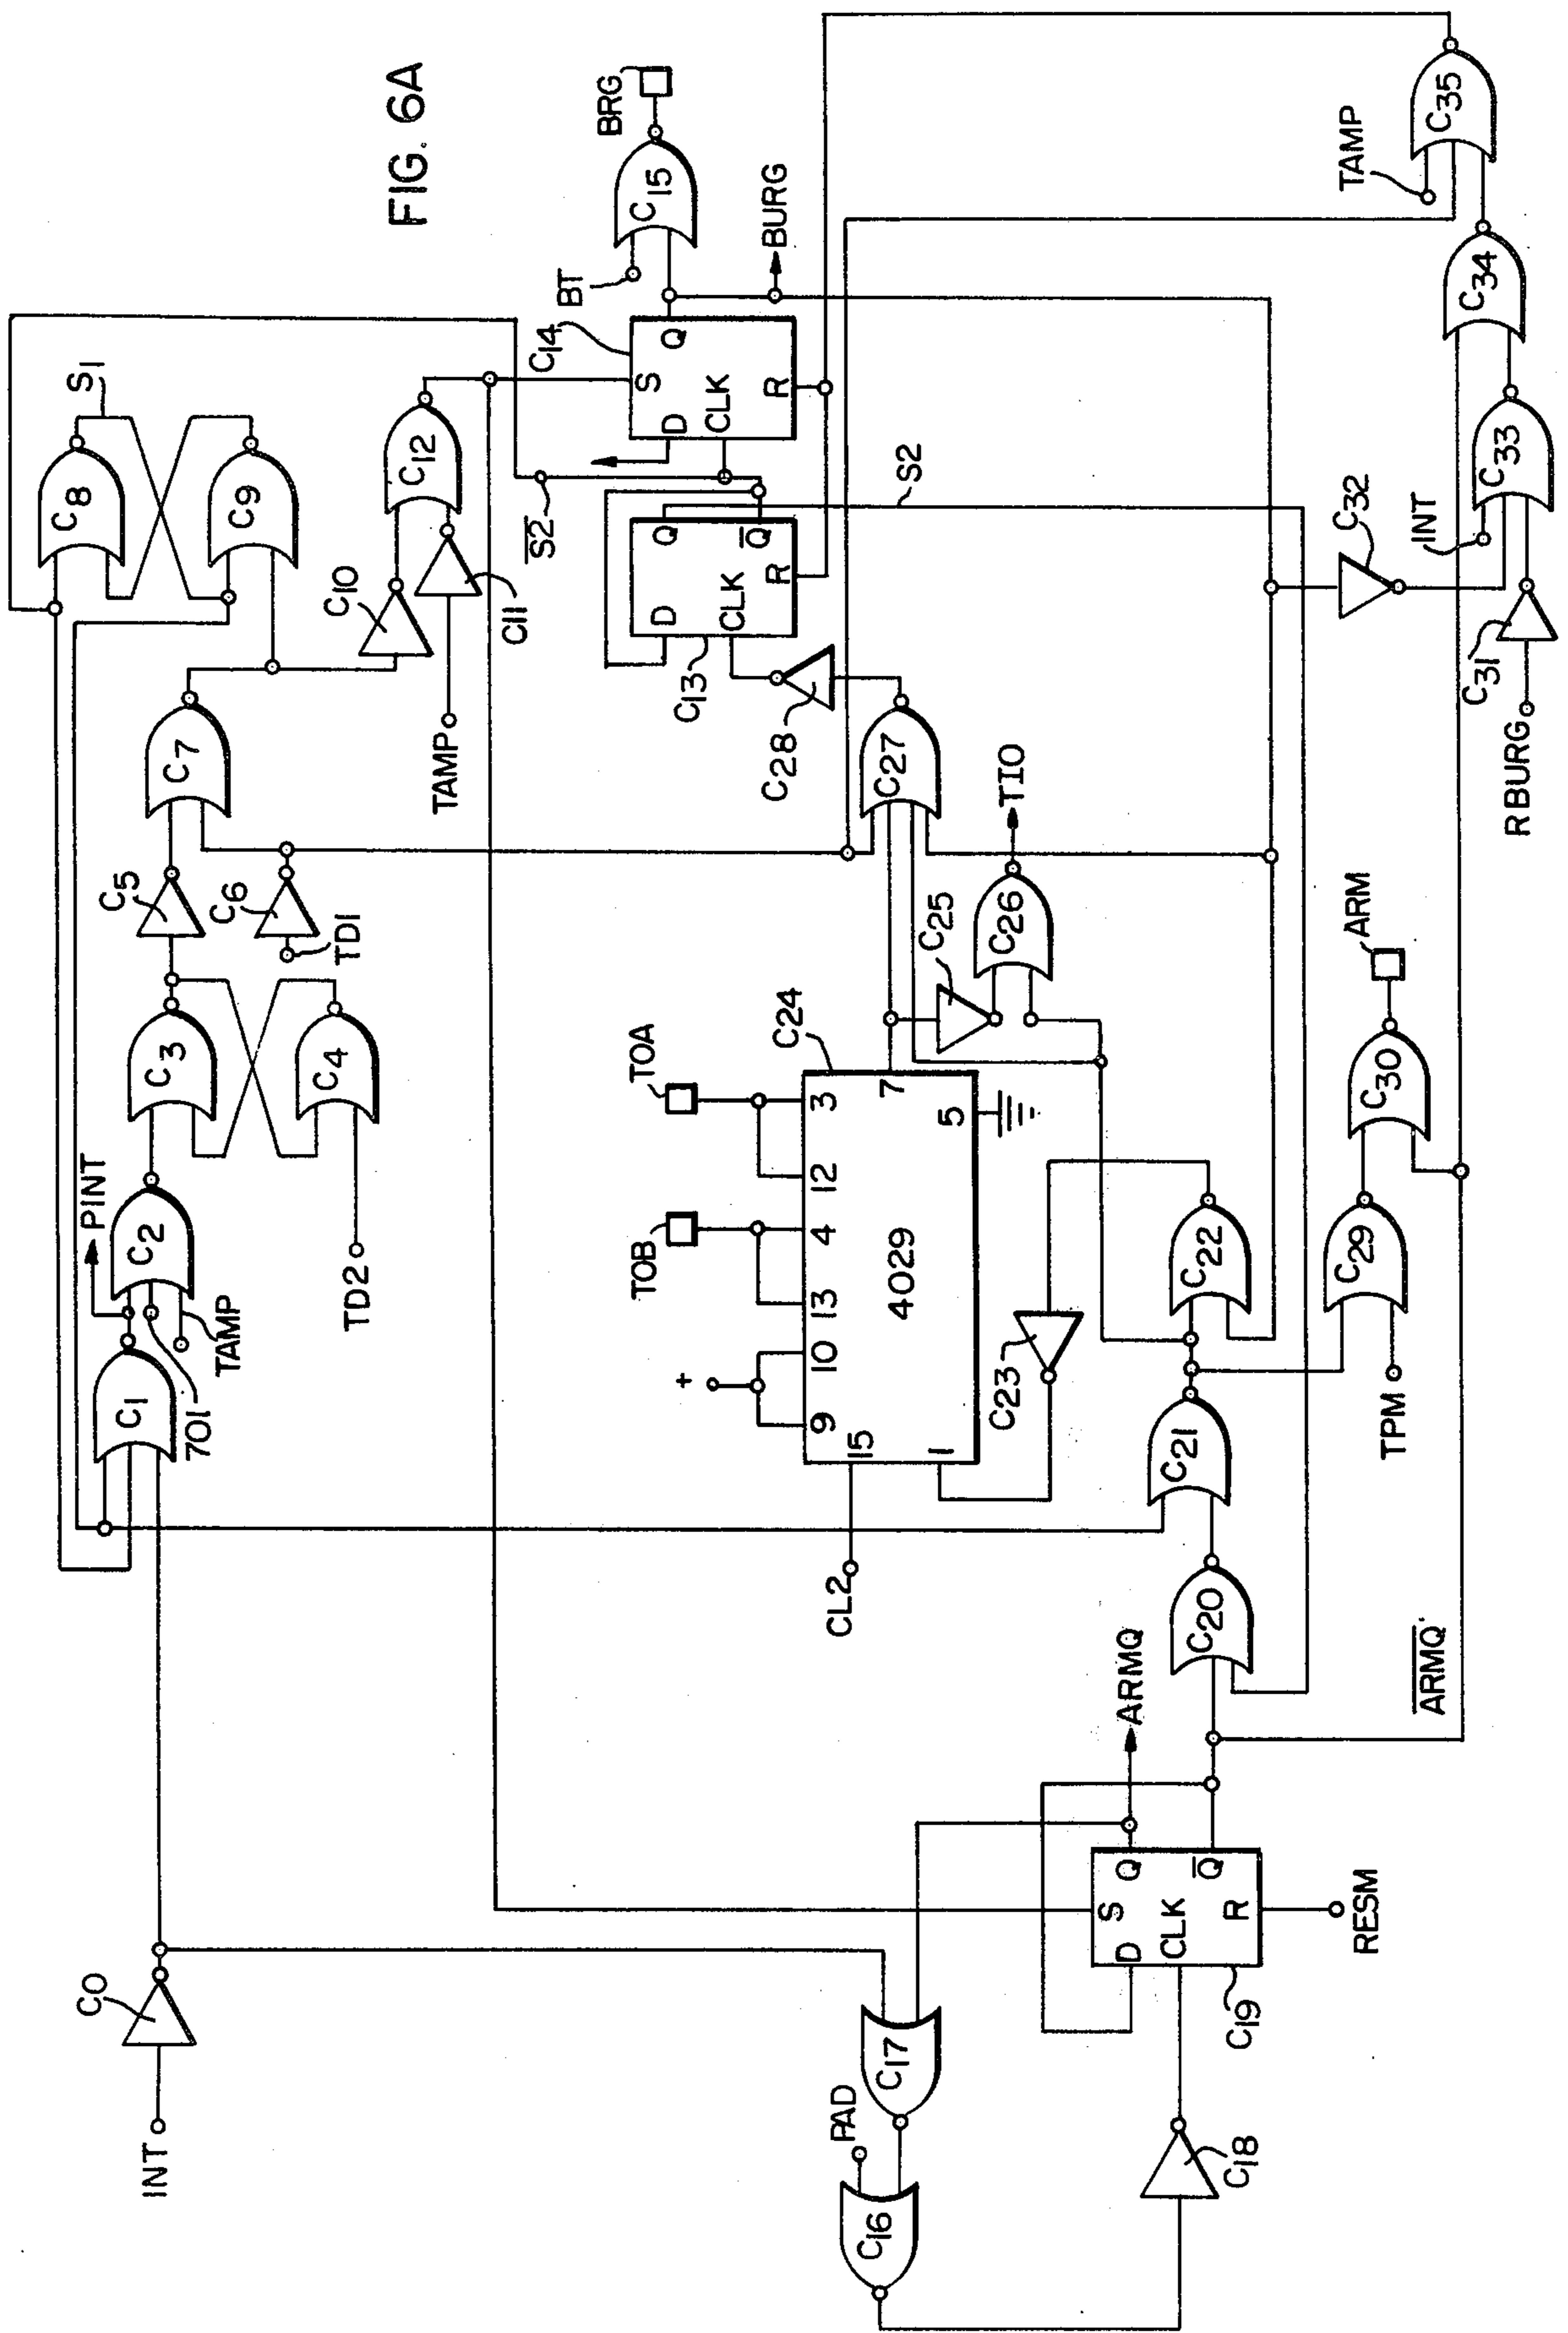 FIG. 6A
INT
C0
C1
PINT
701
TAMP
C2
TD2
C3
C4
C5
C6
TD1
C7
C8
S1
C9
C10
C11
TAMP
C12
S2
C14
S
D
Q
CLK
R
BT
C15
BRG
BURG
C13
D
Q
CLK
Q
R
S2
C28
C27
TIO
C26
C25
C24
TOA
TOB
+
9
10
13
4
12
3
15
7
4029
1
5
CL2
C23
C22
C21
C20
C29
TPM
C30
ARM
ARMQ
ARMQ
PAD
C16
C17
C18
C19
S
D
Q
CLK
Q
R
RESM
RBURG
C31
C32
INT
C33
C34
TAMP
C35